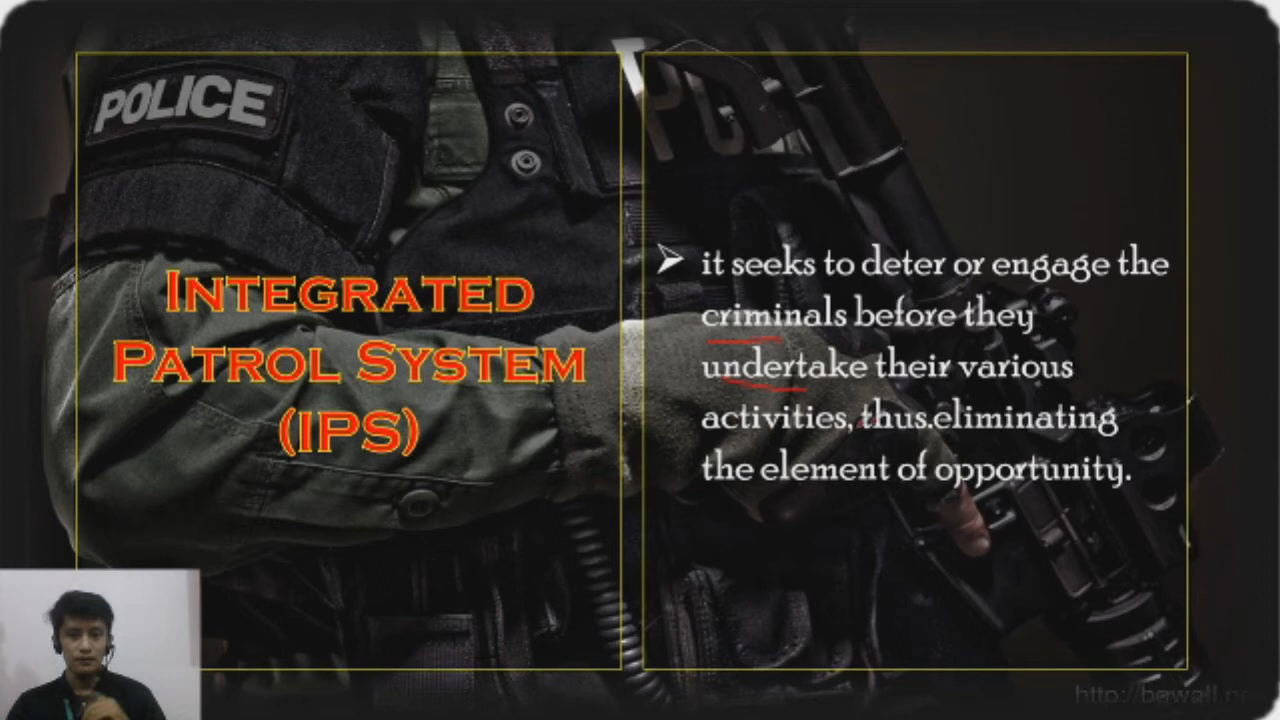 POLICE
PO
INTEGRATED
PATROL SYSTEM
(IPS)
it seeks to deter or engage the
criminals before they
undertake their various
activities, thus.eliminating
the element of opportunity.